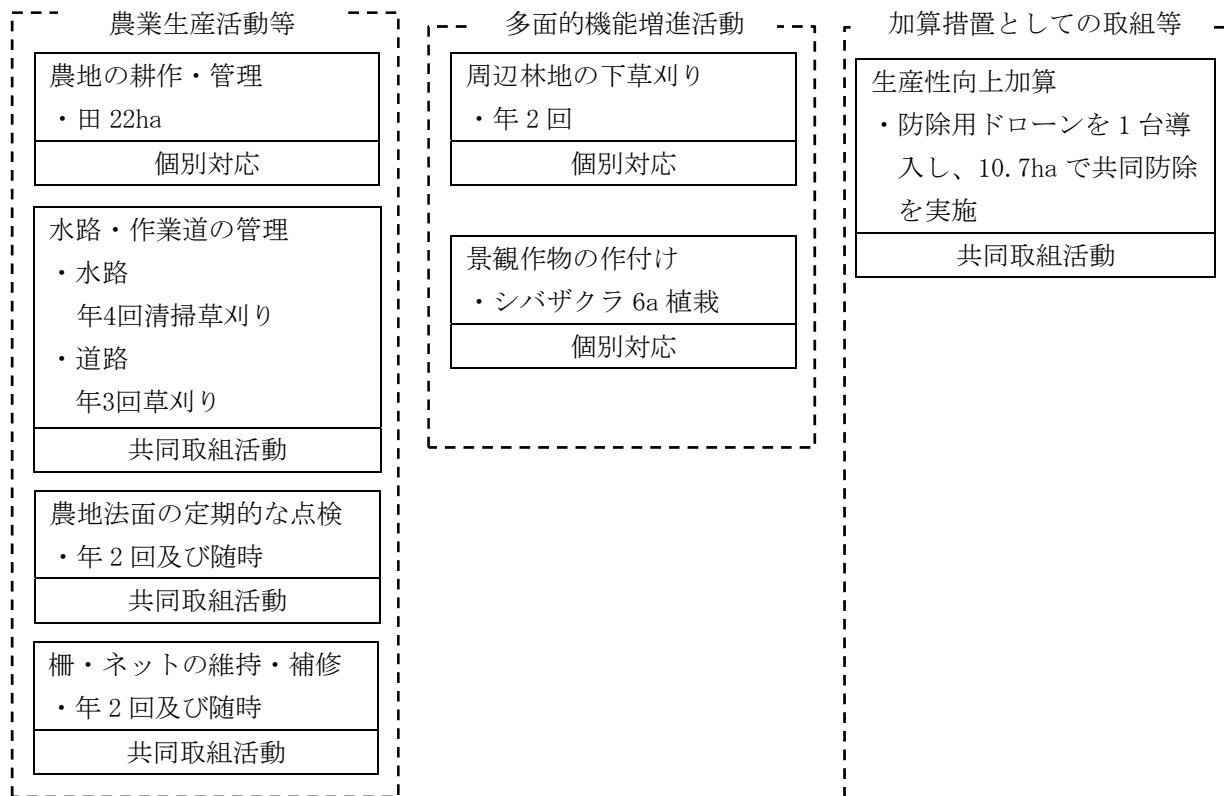 農業生産活動等
農地の耕作・管理
・田 22ha
個別対応
水路・作業道の管理
・水路
年4回清掃草刈り
・道路
年3回草刈り
共同取組活動
農地法面の定期的な点検
・年 2 回及び随時
共同取組活動
柵・ネットの維持・補修
・年 2 回及び随時
共同取組活動
多面的機能増進活動
周辺林地の下草刈り
・年 2 回
個別対応
景観作物の作付け
・シバザクラ 6a 植栽
個別対応
加算措置としての取組等
生産性向上加算
・防除用ドローンを 1 台導
入し、10.7ha で共同防除
を実施
共同取組活動